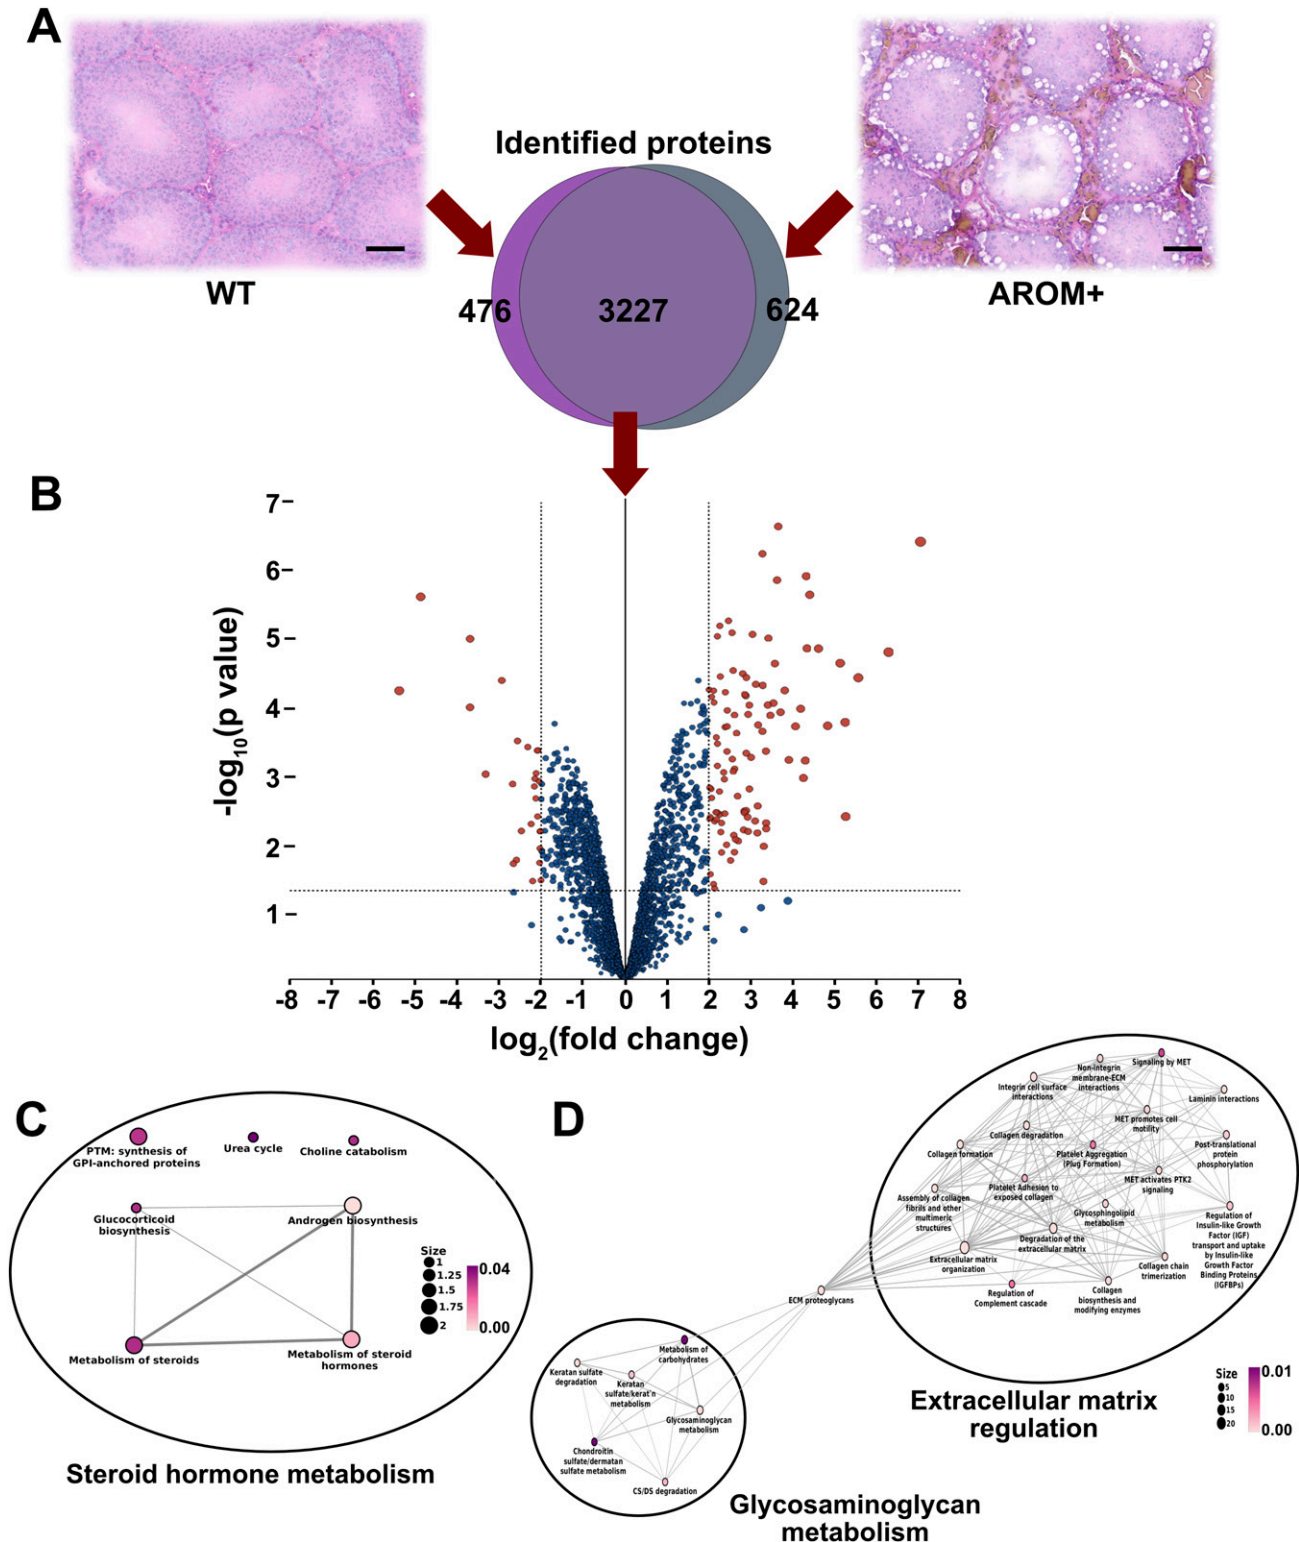 A
Identified proteins
WT
AROM+
476
3227
624
B
7
6
5
4
3
2
1
-log10(p value)
-8 -7 -6 -5 -4 -3 -2 -1 0 1 2 3 4 5 6 7 8
log2(fold change)
C
PTM: synthesis of
GPI-anchored proteins
Urea cycle
Choline catabolism
Glucocorticoid
biosynthesis
Androgen biosynthesis
Metabolism of steroids
Metabolism of steroid
hormones
Size
1
1.25
1.5
1.75
2
0.04
0.00
Steroid hormone metabolism
D
Signaling by MET
Non-integrin
membrane-ECM
interactions
Integrin cell surface
interactions
Laminin interactions
MET promotes cell
motility
Collagen degradation
Collagen formation
Platelet Aggregation
(Plug Formation)
Post-translational
protein
phosphorylation
MET activates PTK2
signaling
Platelet Adhesion to
exposed collagen
Assembly of collagen
fibrils and other
multimeric
structures
Glycosphingolipid
metabolism
Regulation of
Insulin-like Growth
Factor (IGF)
transport and uptake
by Insulin-like
Growth Factor
Binding Proteins
(IGFBPs)
Degradation of the
extracellular matrix
Extracellular matrix
organization
Collagen chain
trimerization
Regulation of
Complement cascade
Collagen
biosynthesis and
modifying enzymes
ECM proteoglycans
Metabolism of
carbohydrates
Keratan sulfate
degradation
Keratan
sulfate/kerat'n
metabolism
Glycosaminoglycan
metabolism
Chondroitin
sulfate/dermatan
sulfate metabolism
CS/DS degradation
Extracellular matrix
regulation
Size
5
10
15
20
0.01
0.00
Glycosaminoglycan
metabolism